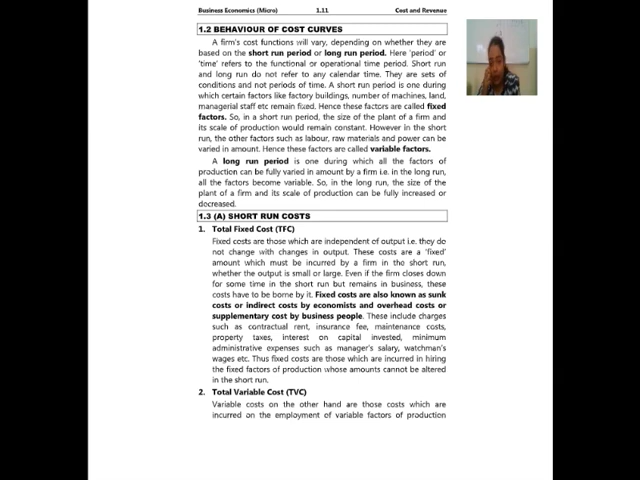 Business Economics (Micro) 1.11 Cost and Revenue
1.2 BEHAVIOUR OF COST CURVES
A firm's cost functions will vary, depending on whether they are
based on the short run period or long run period. Here 'period' or
'time' refers to the functional or operational time period. Short
run and long run do not refer to any calendar time. They are sets of
conditions and not periods of time. A short run period is one during
which certain factors like factory buildings, number of machines, land,
managerial staff etc remain fixed. Hence these factors are called fixed
factors. So, in a short run period, the size of the plant of a firm and
its scale of production would remain constant. However in the short
run, the other factors such as labour, raw materials and power can be
varied in amount. Hence these factors are called variable factors.
A long run period is one during which all the factors of
production can be fully varied in amount by a firm i.e. in the long run,
all the factors become variable. So, in the long run, the size of the
plant of a firm and its scale of production can be fully increased or
decreased.
1.3 (A) SHORT RUN COSTS
1. Total Fixed Cost (TFC)
Fixed costs are those which are independent of output i.e. they do
not change with changes in output. These costs are a 'fixed'
amount which must be incurred by a firm in the short run,
whether the output is small or large. Even if the firm closes down
for some time in the short run but remains in business, these
costs have to be borne by it. Fixed costs are also known as sunk
costs or indirect costs by economists and overhead costs or
supplementary cost by business people. These include charges
such as contractual rent, insurance fee, maintenance costs,
property taxes, interest on capital invested, minimum
administrative expenses such as manager's salary, watchman's
wages etc. Thus fixed costs are those which are incurred in hiring
the fixed factors of production whose amounts cannot be altered
in the short run.
2. Total Variable Cost (TVC)
Variable costs on the other hand are those costs which are
incurred on the employment of variable factors of production